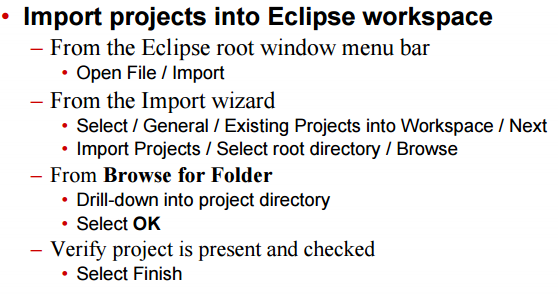 • Import projects into Eclipse workspace
– From the Eclipse root window menu bar
• Open File / Import
– From the Import wizard
• Select / General / Existing Projects into Workspace / Next
• Import Projects / Select root directory / Browse
– From Browse for Folder
• Drill-down into project directory
• Select OK
– Verify project is present and checked
• Select Finish